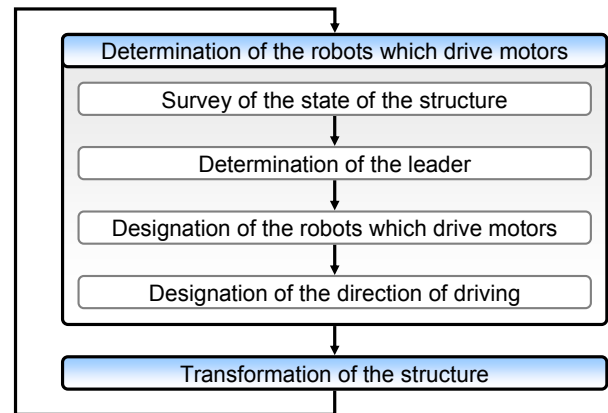 Determination of the robots which drive motors
Survey of the state of the structure
Determination of the leader
Designation of the robots which drive motors
Designation of the direction of driving
Transformation of the structure